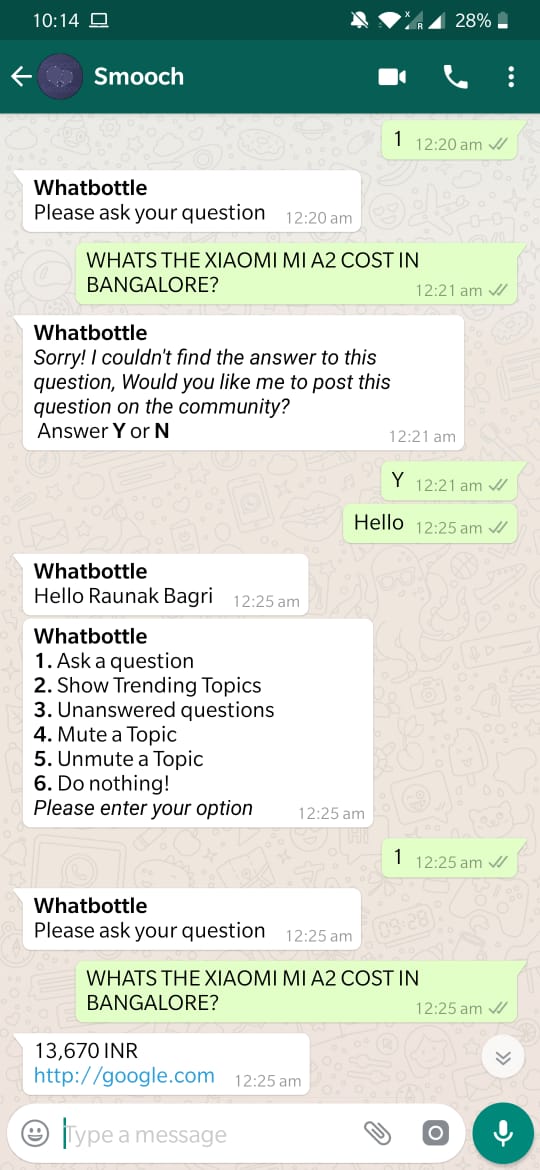 10:14 28%
Smooch
1 12:20 am
Whatbottle
Please ask your question 12:20 am
WHATS THE XIAOMI MI A2 COST IN
BANGALORE? 12:21 am
Whatbottle
Sorry! I couldn't find the answer to this
question, Would you like me to post this
question on the community?
Answer Y or N 12:21 am
Y 12:21 am
Hello 12:25 am
Whatbottle
Hello Raunak Bagri 12:25 am
Whatbottle
1. Ask a question
2. Show Trending Topics
3. Unanswered questions
4. Mute a Topic
5. Unmute a Topic
6. Do nothing!
Please enter your option 12:25 am
1 12:25 am
Whatbottle
Please ask your question 12:25 am
WHATS THE XIAOMI MI A2 COST IN
BANGALORE? 12:25 am
13,670 INR
http://google.com 12:25 am
Type a message